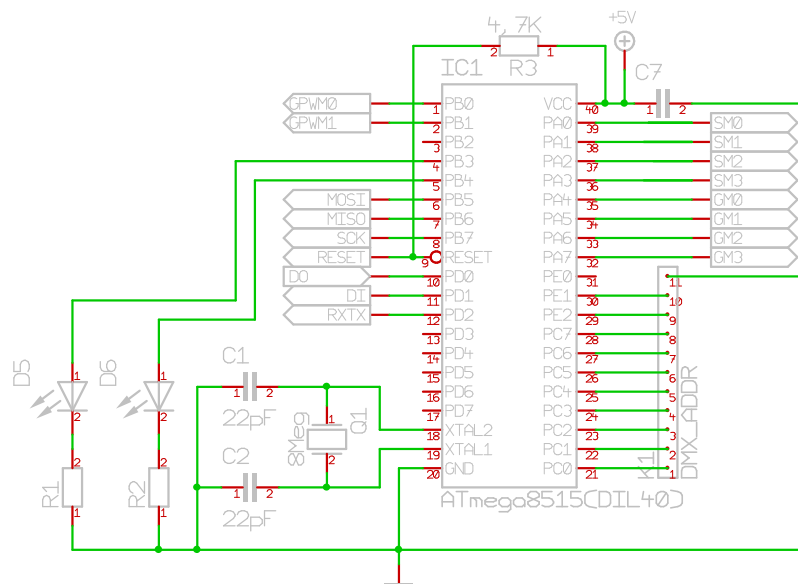 +5V
4,7K
2 1
R3
IC1
C7
1 2
GPWM0 1 PB0 VCC 40
GPWM1 2 PB1 PA0 39 SM0
3 PB2 PA1 38 SM1
4 PB3 PA2 37 SM2
5 PB4 PA3 36 SM3
MOSI 6 PB5 PA4 35 GM0
MISO 7 PB6 PA5 34 GM1
SCK 8 PB7 PA6 33 GM2
RESET 9 RESET PA7 32 GM3
DO 10 PD0 PE0 31 11
DI 11 PD1 PE1 30 10
RXTX 12 PD2 PE2 29 9
13 PD3 PC7 28 8
14 PD4 PC6 27 7
15 PD5 PC5 26 6
16 PD6 PC4 25 5
17 PD7 PC3 24 4
18 XTAL2 PC2 23 3
19 XTAL1 PC1 22 2
20 GND PC0 21 1
ATmega8515(DIL40)
K1
DMX_ADDR
D5
1
2
D6
1
2
C1
1 2
22pF
8Meg
1
2
Q1
C2
1 2
22pF
R1
2
1
R2
2
1